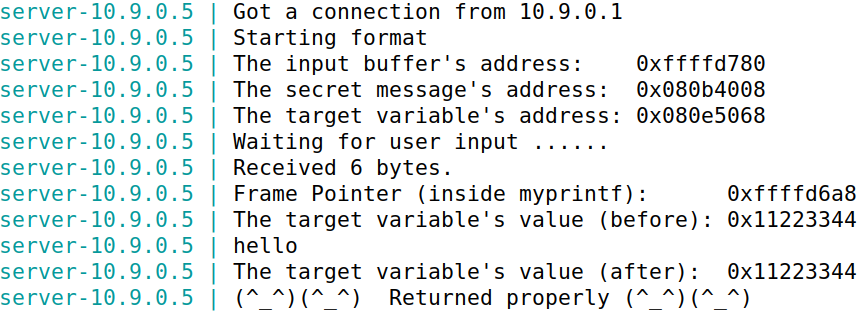 server-10.9.0.5 | Got a connection from 10.9.0.1
server-10.9.0.5 | Starting format
server-10.9.0.5 | The input buffer's address:    0xffffd780
server-10.9.0.5 | The secret message's address:  0x080b4008
server-10.9.0.5 | The target variable's address: 0x080e5068
server-10.9.0.5 | Waiting for user input ......
server-10.9.0.5 | Received 6 bytes.
server-10.9.0.5 | Frame Pointer (inside myprintf):      0xffffd6a8
server-10.9.0.5 | The target variable's value (before): 0x11223344
server-10.9.0.5 | hello
server-10.9.0.5 | The target variable's value (after):  0x11223344
server-10.9.0.5 | (^_^)(^_^)  Returned properly (^_^)(^_^)